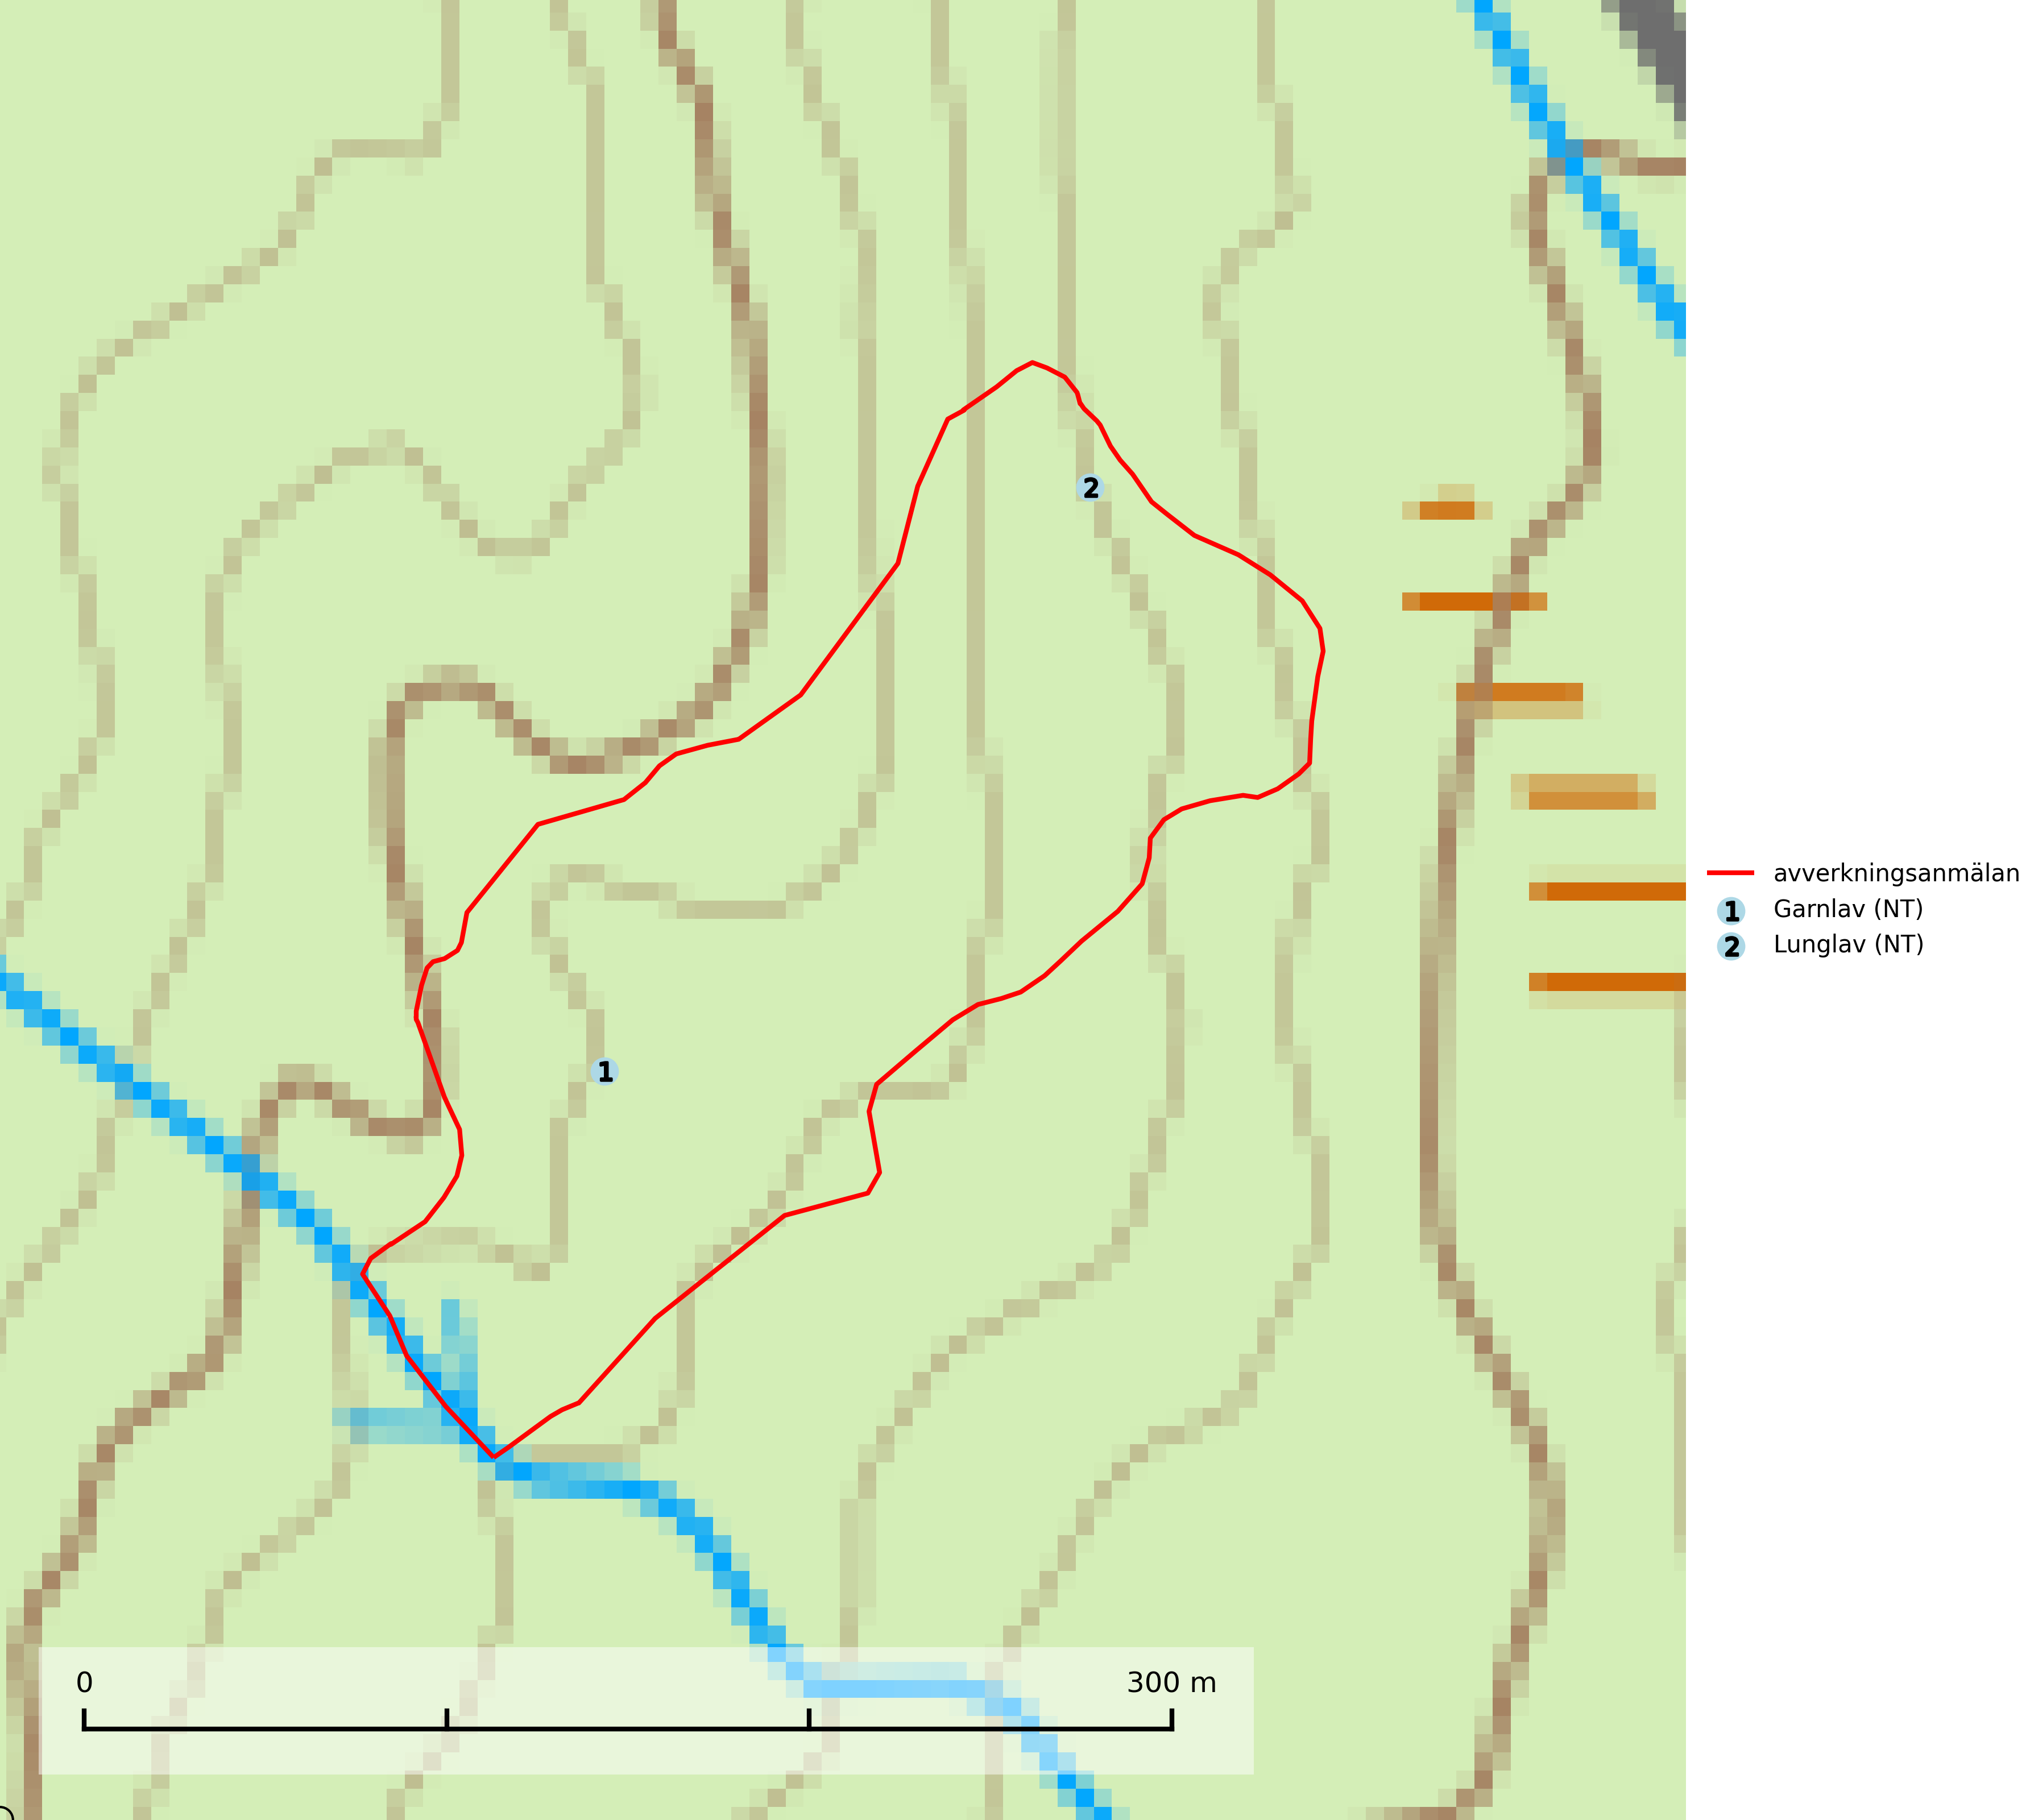 2
1
avverkningsanmälan
1 Garnlav (NT)
2 Lunglav (NT)
0 300 m